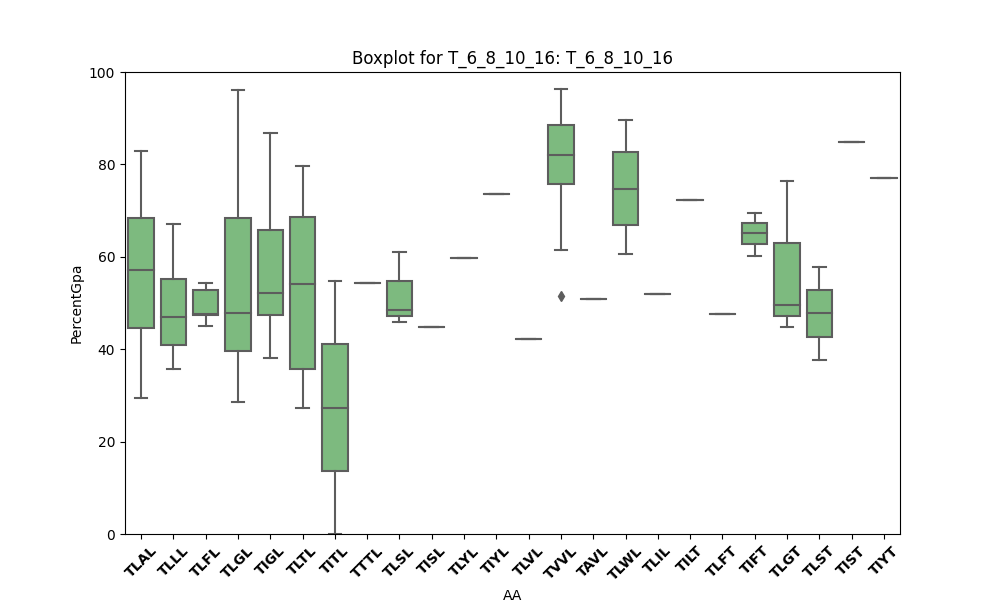 Boxplot for T_6_8_10_16: T_6_8_10_16
100
80
60
40
20
0
PercentGpa
TLAL TLLL TLFL TLGL TIGL TLTL TITL TTTL TLSL TISL TLYL TIYL TLVL TVVL TAVL TLWL TLIL TILT TLFT TIFT TLGT TLST TIST TIYT
AA